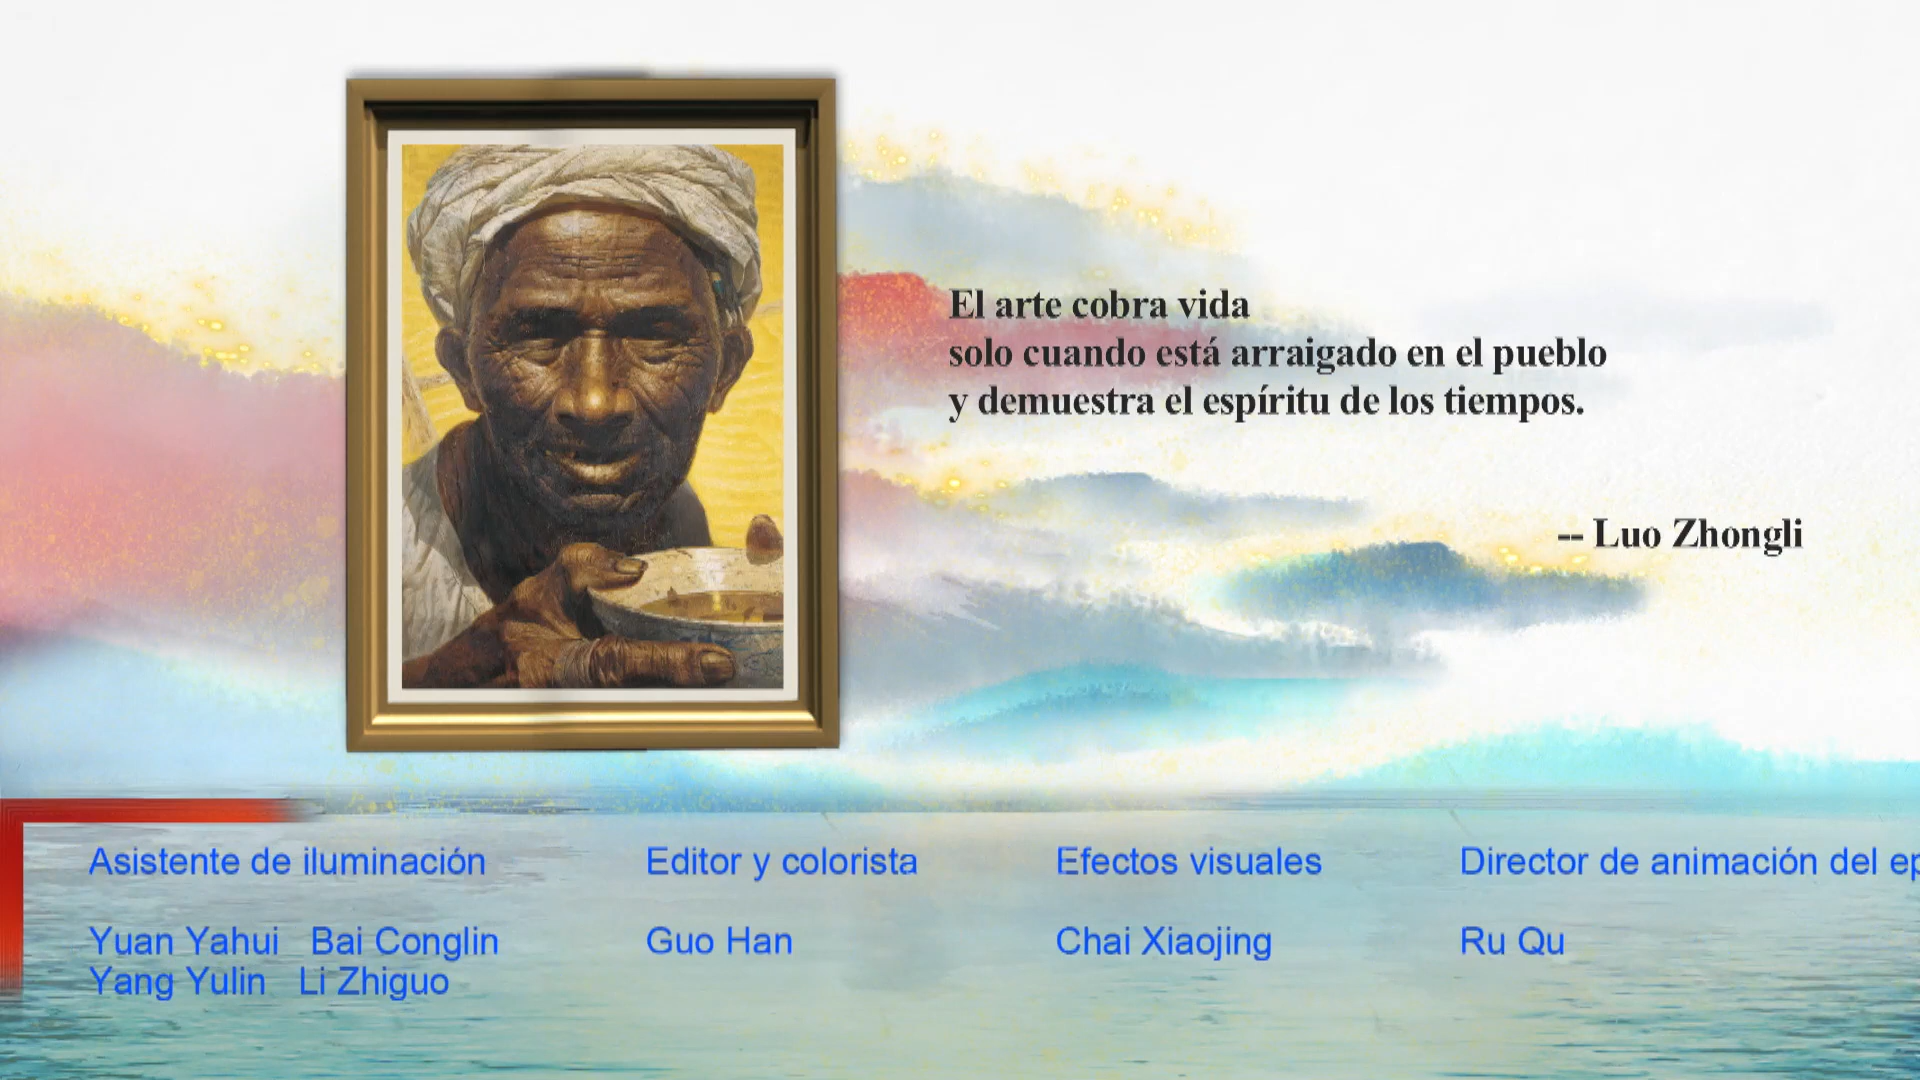 El arte cobra vida
solo cuando está arraigado en el pueblo
y demuestra el espíritu de los tiempos.
-- Luo Zhongli
Asistente de iluminación
Yuan Yahui Bai Conglin
Yang Yulin Li Zhiguo
Editor y colorista
Guo Han
Efectos visuales
Chai Xiaojing
Director de animación del
Ru Qu